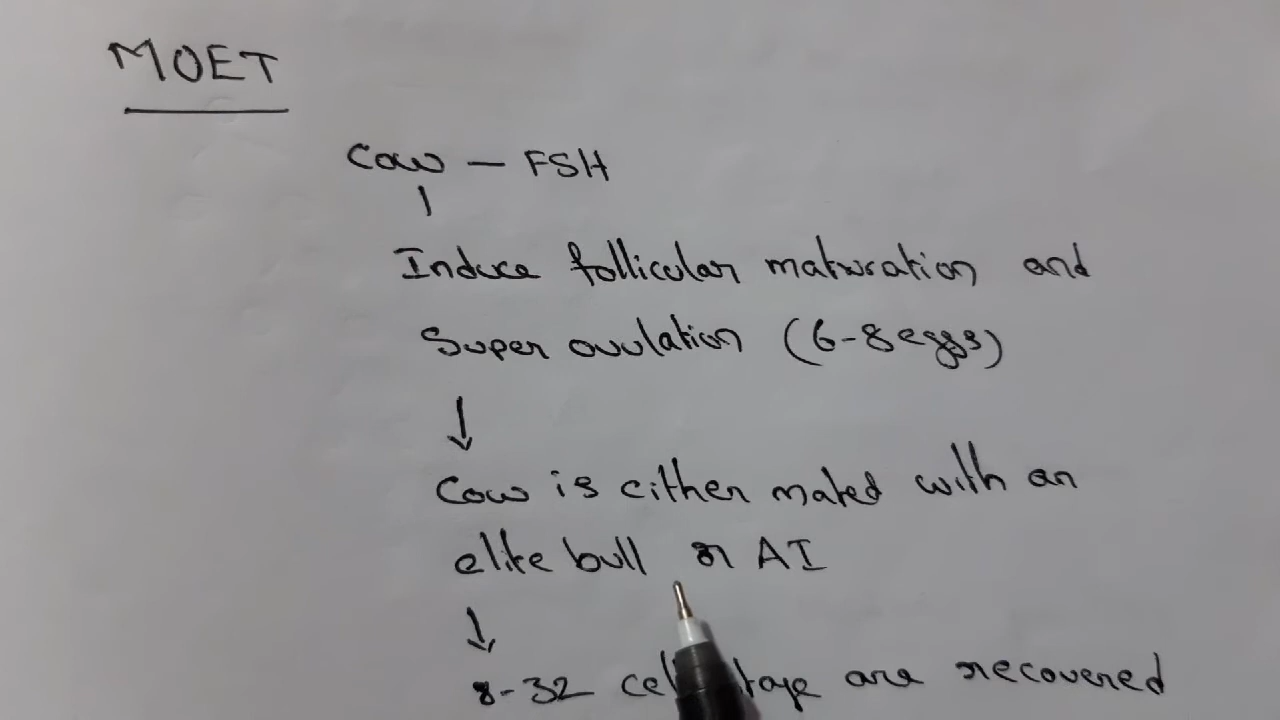 MOET
Cow - FSH
Induce follicular maturation and
Super ovulation (6-8 eggs)
Cow is either mated with an
elite bull or AI
8-32 cell stage are recovered